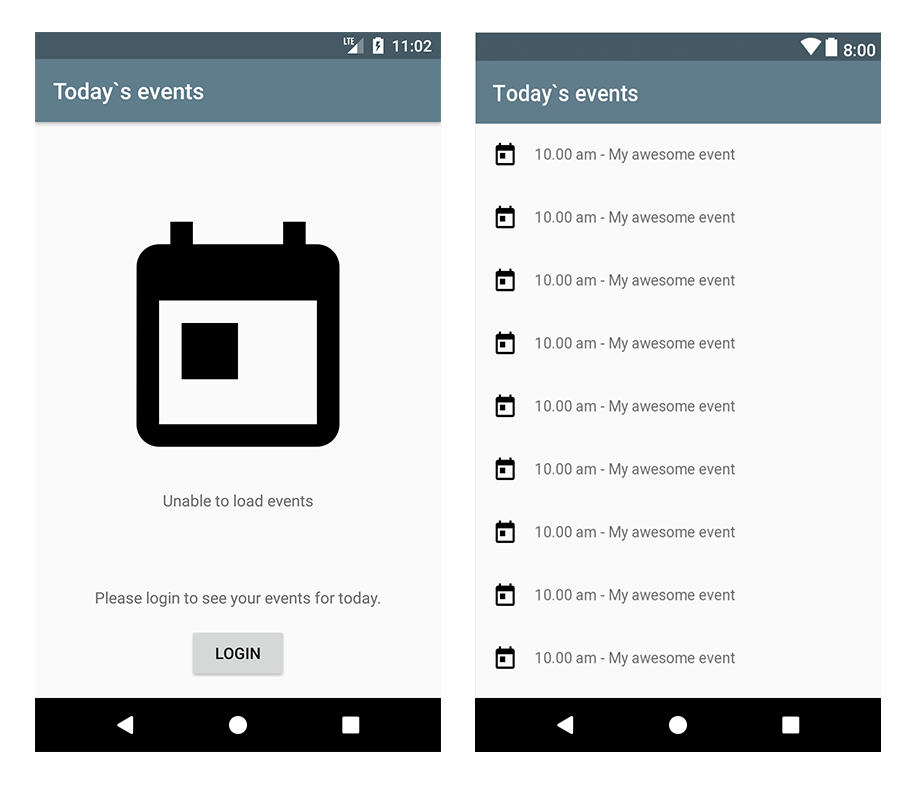 LTE 11:02
Today`s events
Unable to load events
Please login to see your events for today.
LOGIN
8:00
Today`s events
10.00 am - My awesome event
10.00 am - My awesome event
10.00 am - My awesome event
10.00 am - My awesome event
10.00 am - My awesome event
10.00 am - My awesome event
10.00 am - My awesome event
10.00 am - My awesome event
10.00 am - My awesome event